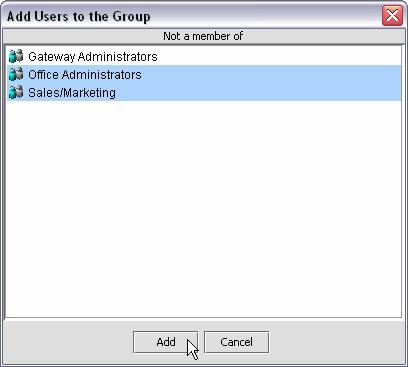 Add Users to the Group
Not a member of
Gateway Administrators
Office Administrators
Sales/Marketing
Add Cancel